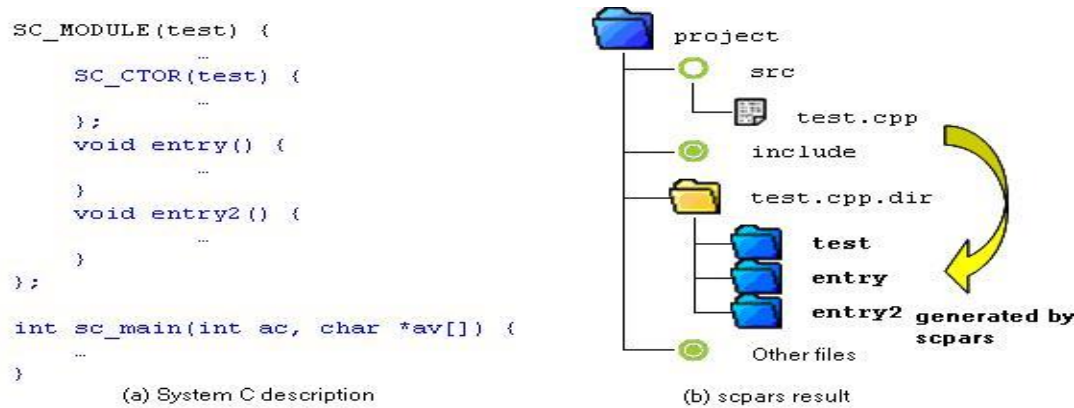 SC_MODULE(test) {
…
SC_CTOR(test) {
…
};
void entry() {
…
}
void entry2() {
…
}
};
int sc_main(int ac, char *av[]) {
…
}
(a) System C description
project
src
test.cpp
include
test.cpp.dir
test
entry
entry2
generated by
scpars
Other files
(b) scpars result